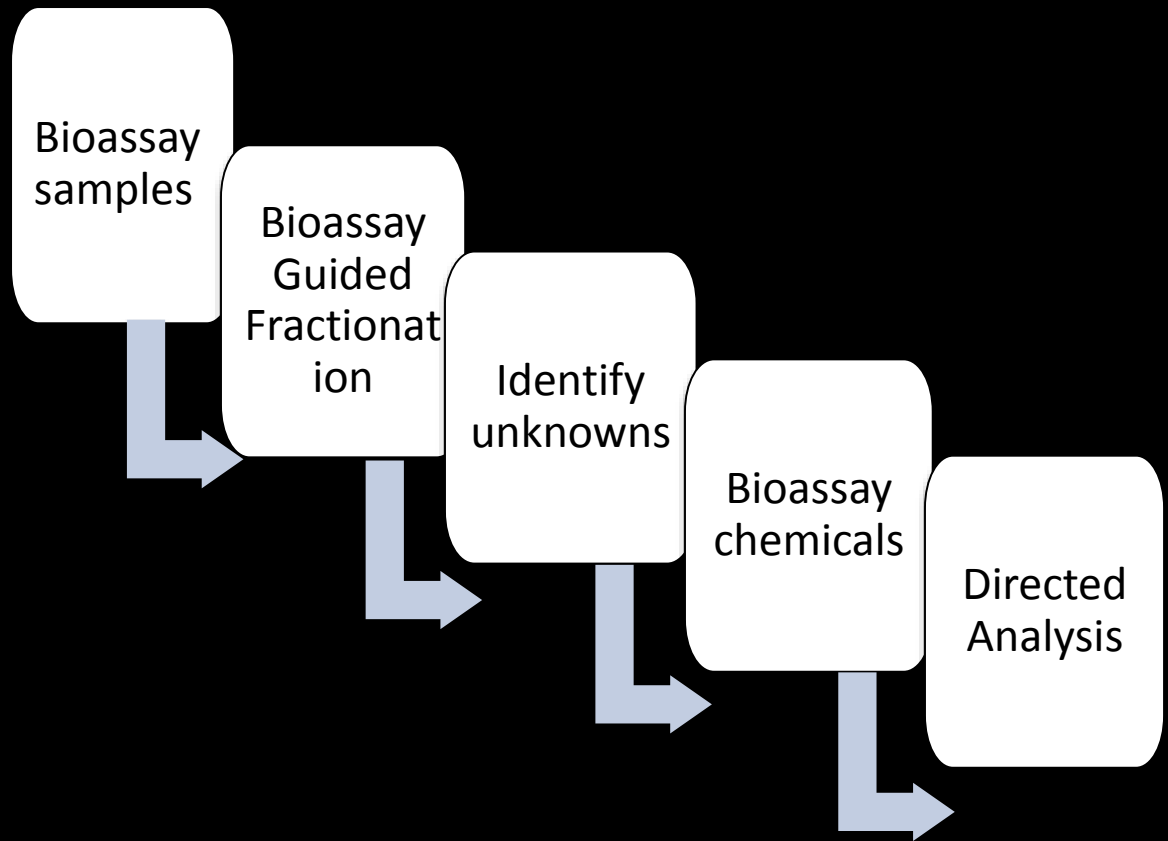 Bioassay
samples
Bioassay
Guided
Fractionat
ion
Identify
unknowns
Bioassay
chemicals
Directed
Analysis